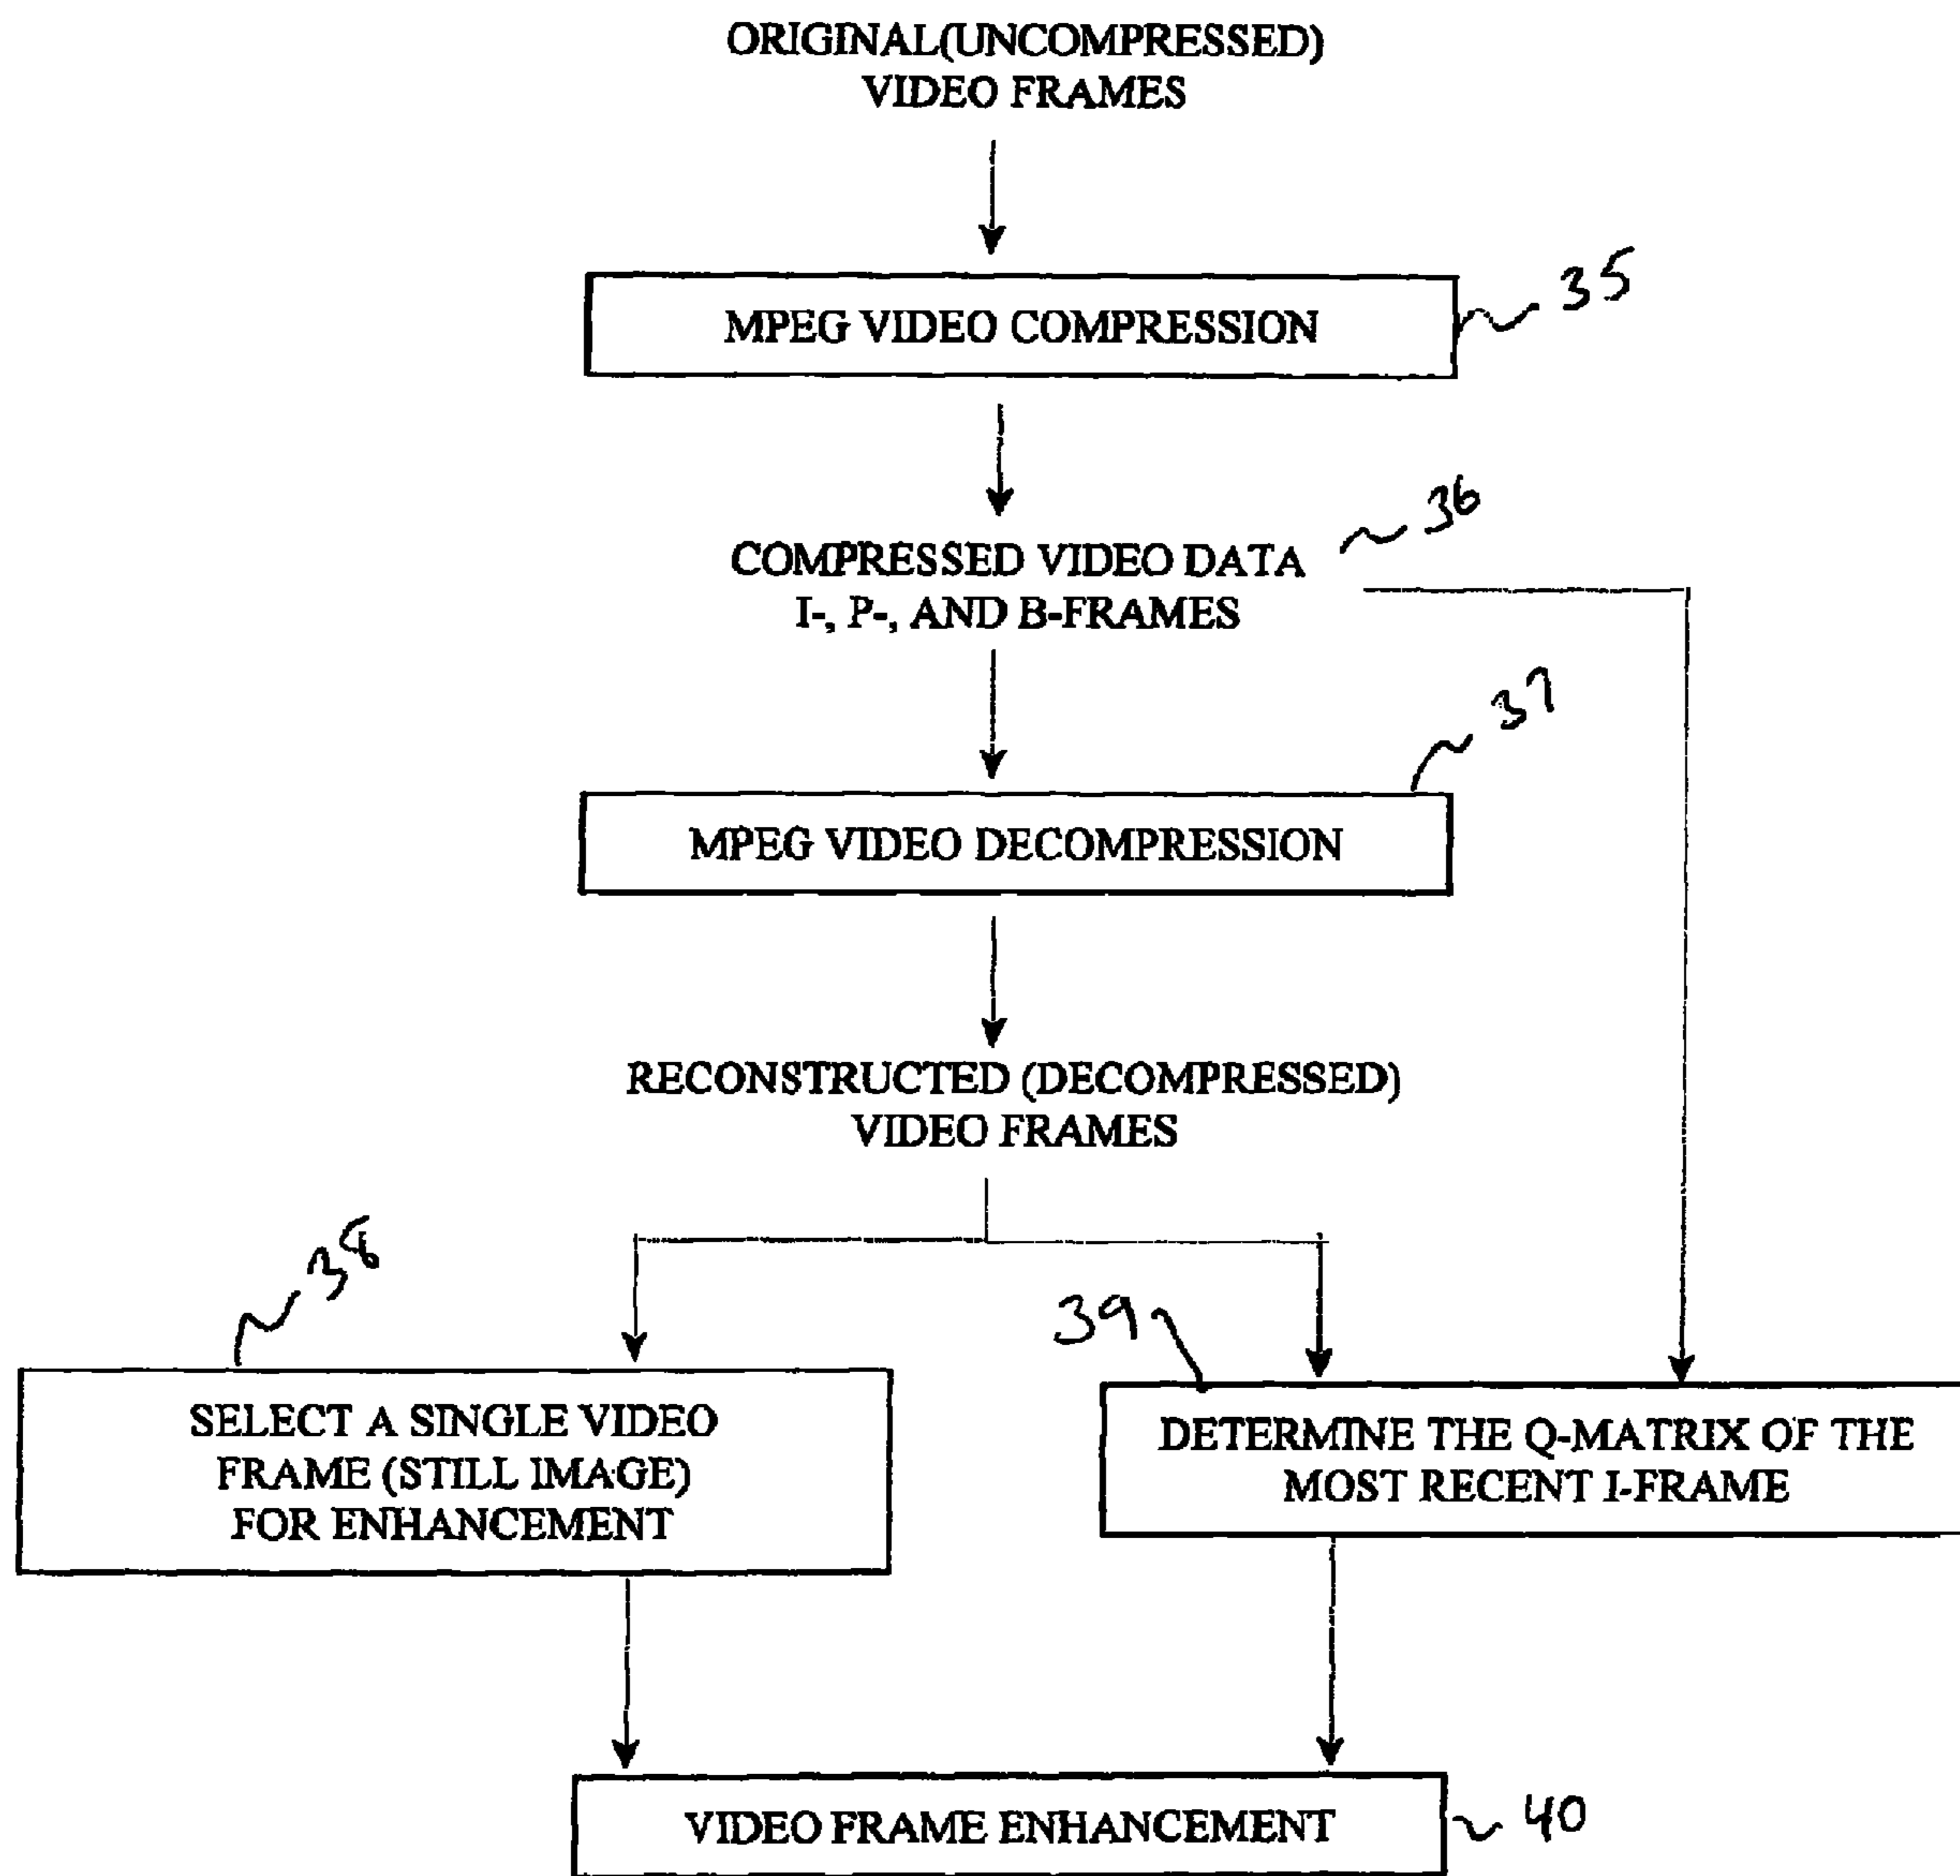 ORIGINAL(UNCOMPRESSED)
VIDEO FRAMES
MPEG VIDEO COMPRESSION
35
36
COMPRESSED VIDEO DATA
I-, P-, AND B-FRAMES
37
MPEG VIDEO DECOMPRESSION
RECONSTRUCTED (DECOMPRESSED)
VIDEO FRAMES
38
39
SELECT A SINGLE VIDEO
FRAME (STILL IMAGE)
FOR ENHANCEMENT
DETERMINE THE Q-MATRIX OF THE
MOST RECENT I-FRAME
VIDEO FRAME ENHANCEMENT
40